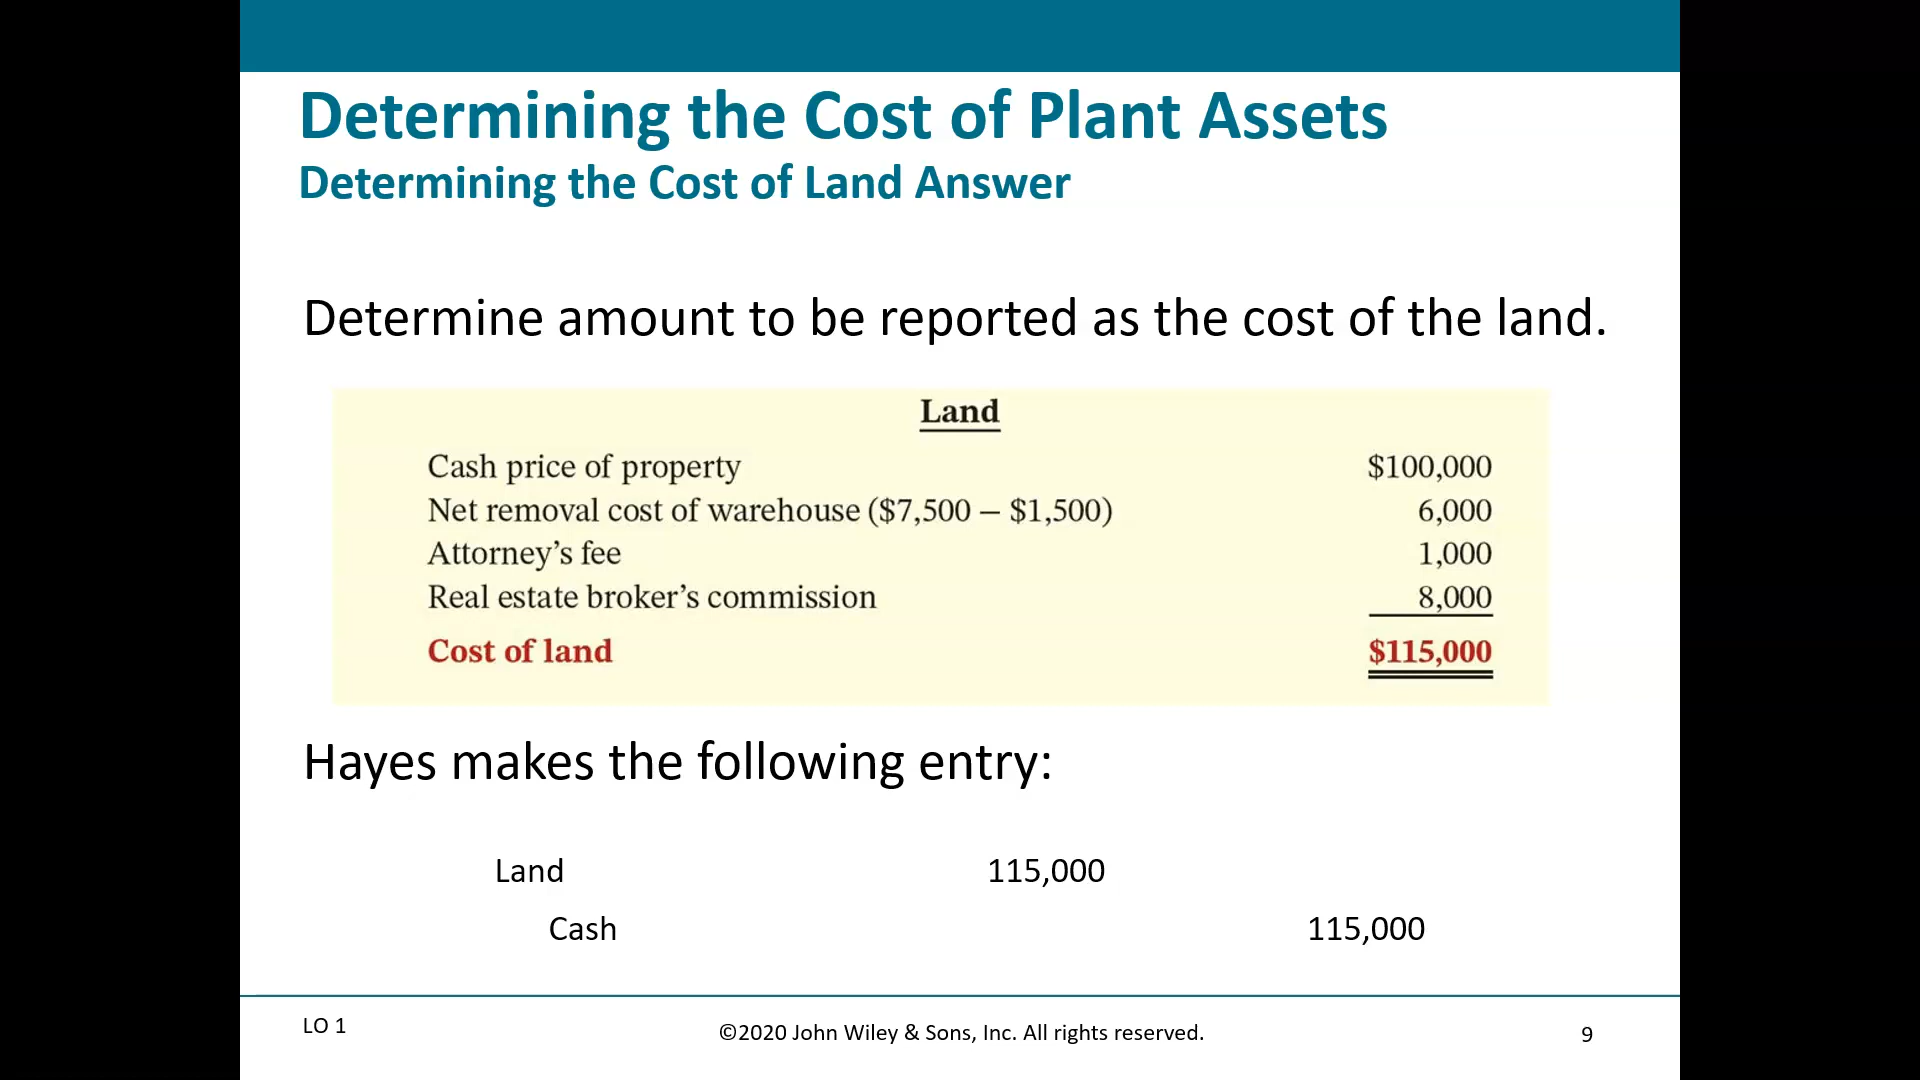 Determining the Cost of Plant Assets
Determining the Cost of Land Answer
Determine amount to be reported as the cost of the land.
Land
Cash price of property $100,000
Net removal cost of warehouse ($7,500 – $1,500) 6,000
Attorney’s fee 1,000
Real estate broker’s commission 8,000
Cost of land $115,000
Hayes makes the following entry:
Land 115,000
Cash 115,000
LO 1 ©2020 John Wiley & Sons, Inc. All rights reserved. 9